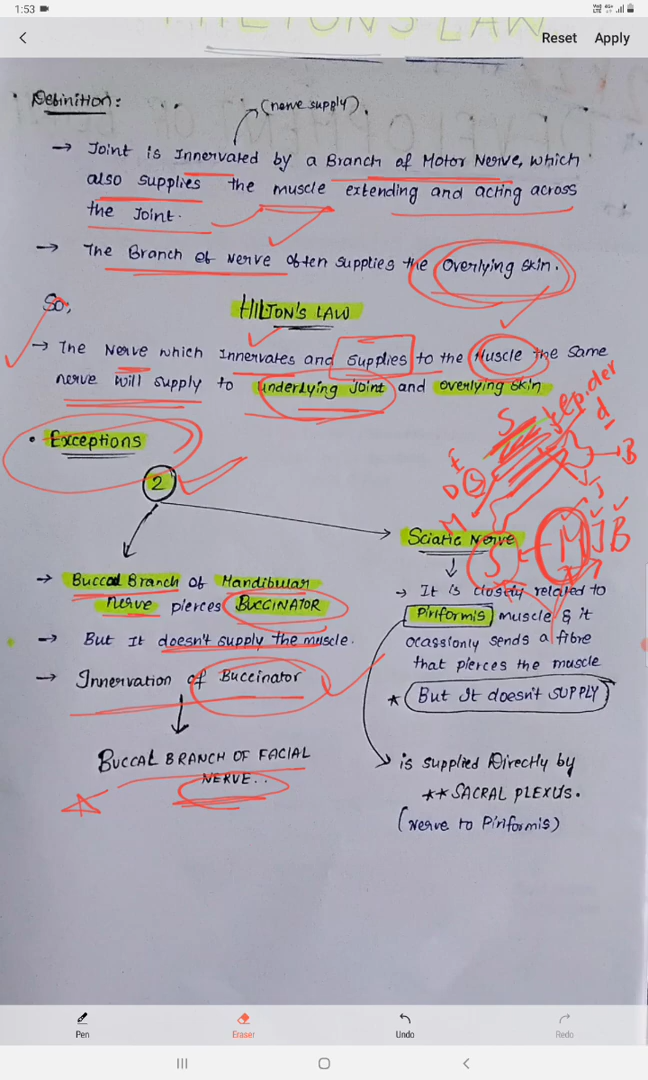 1:53
Reset Apply
HILTON'S LAW
Definition:
(nerve supply).
→ Joint is Innervated by a Branch of Motor Nerve, which
also supplies the muscle extending and acting across
the Joint.
→ The Branch of Nerve often supplies the Overlying skin.
So,
HILTON'S LAW
→ The Nerve which Innervates and Supplies to the Muscle the Same
nerve will supply to underlying joint and overlying skin
• Exceptions
2
Sciatic Nerve
→ Buccal Branch of Mandibular
nerve pierces BUCCINATOR
→ But It doesn't supply the muscle.
→ Innervation of Buccinator
BUCCAL BRANCH OF FACIAL
NERVE..
→ It is closely related to
Piriformis muscle & it
ocassionly sends a fibre
that pierces the muscle
* But It doesn't SUPPLY
is supplied Directly by
** SACRAL PLEXUS.
(Nerve to Piriformis)
S
E
D
S
M
B
J
S
M J B
Pen Eraser Undo Redo